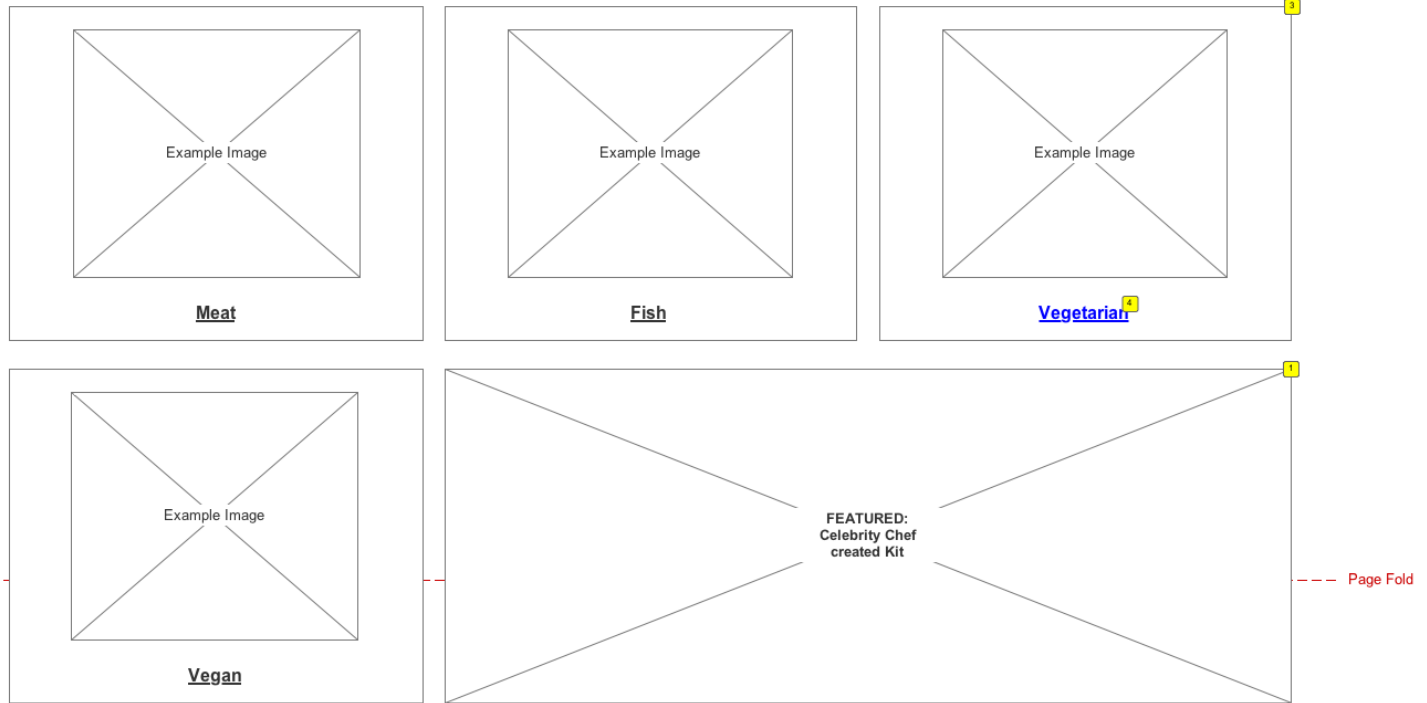 3
Example Image
Example Image
Example Image
Meat
Fish
Vegetarian
4
1
Example Image
FEATURED:
Celebrity Chef
created Kit
Page Fold
Vegan